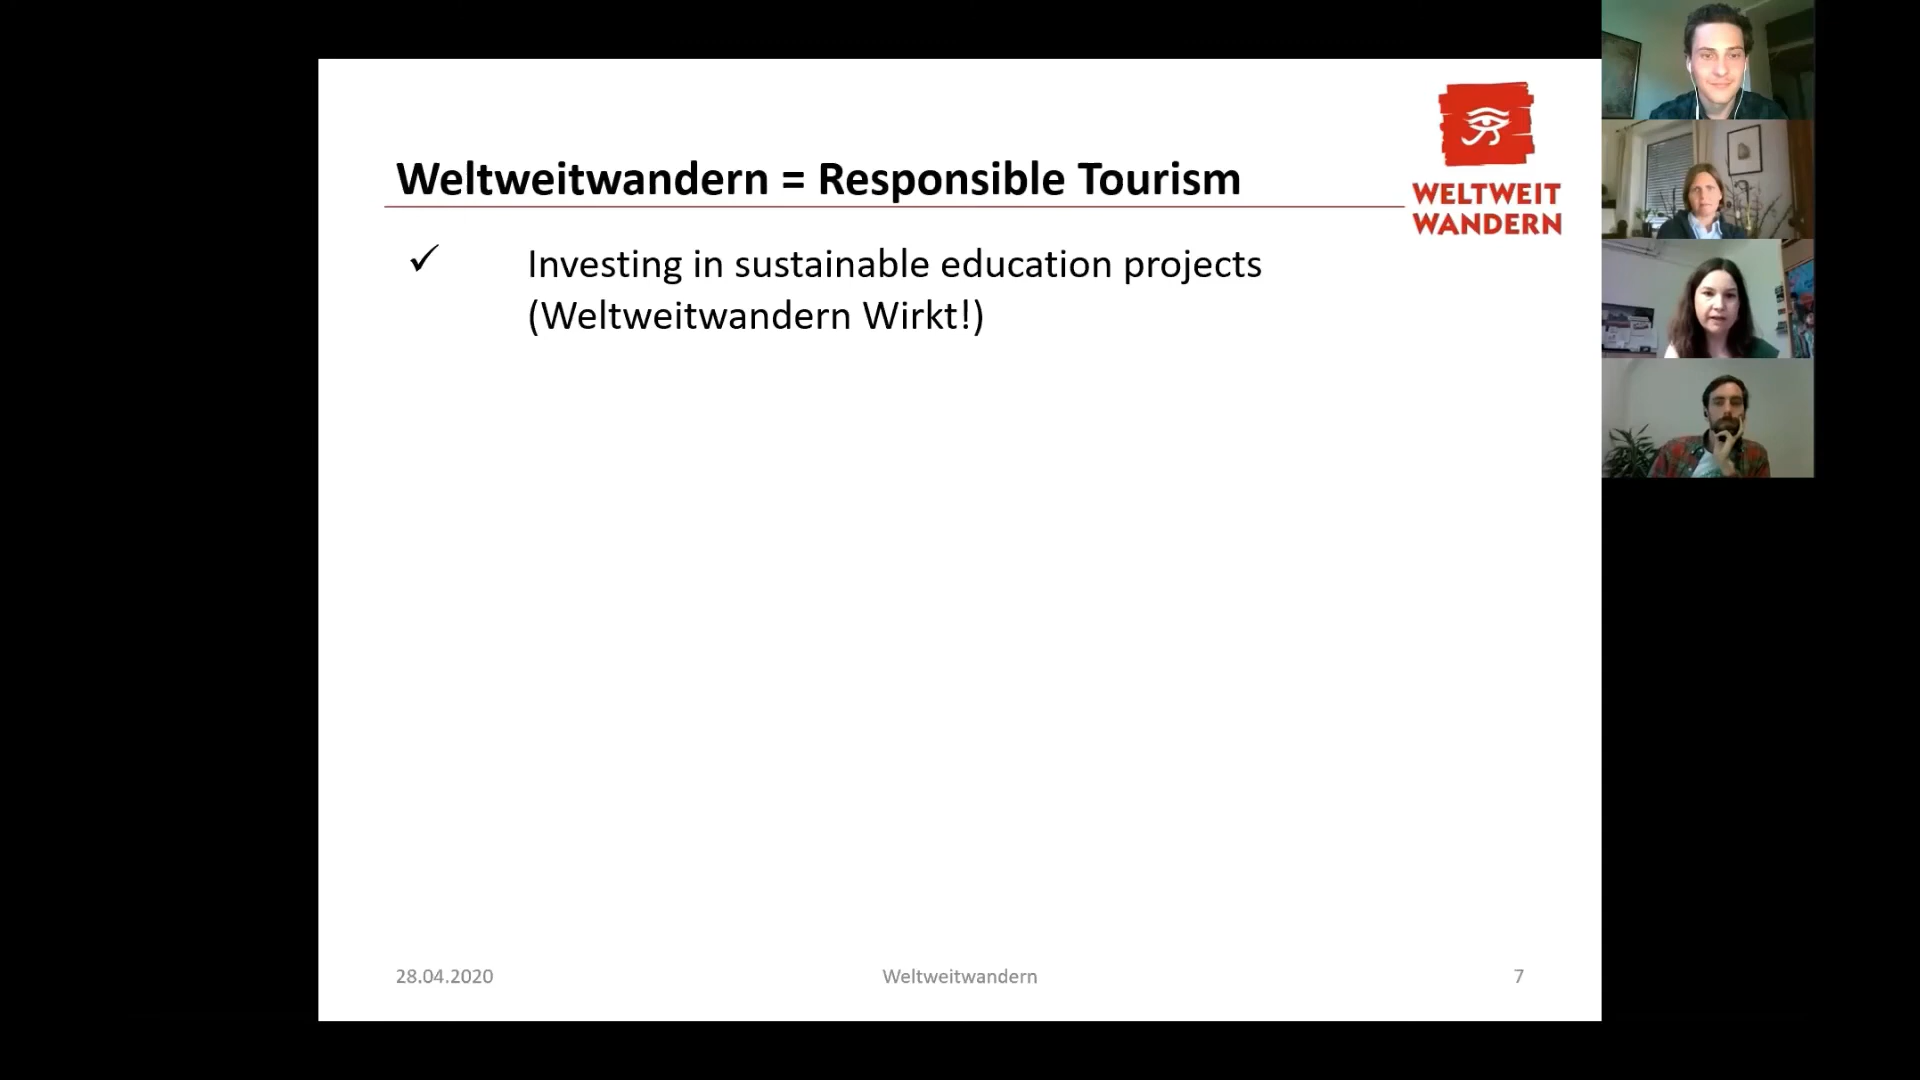 WELTWEIT
WANDERN
Weltweitwandern = Responsible Tourism
✓ Investing in sustainable education projects
(Weltweitwandern Wirkt!)
28.04.2020 Weltweitwandern 7